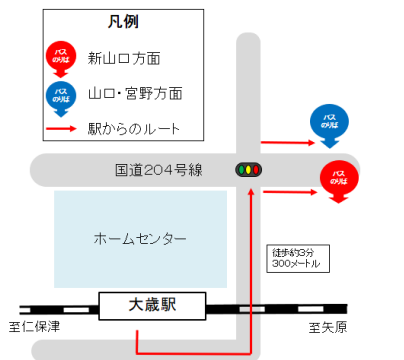 凡例
バス
のりば
新山口方面
バス
のりば
山口・宮野方面
駅からのルート
バス
のりば
国道204号線
バス
のりば
ホームセンター
徒歩約3分
300メートル
大歳駅
至仁保津
至矢原